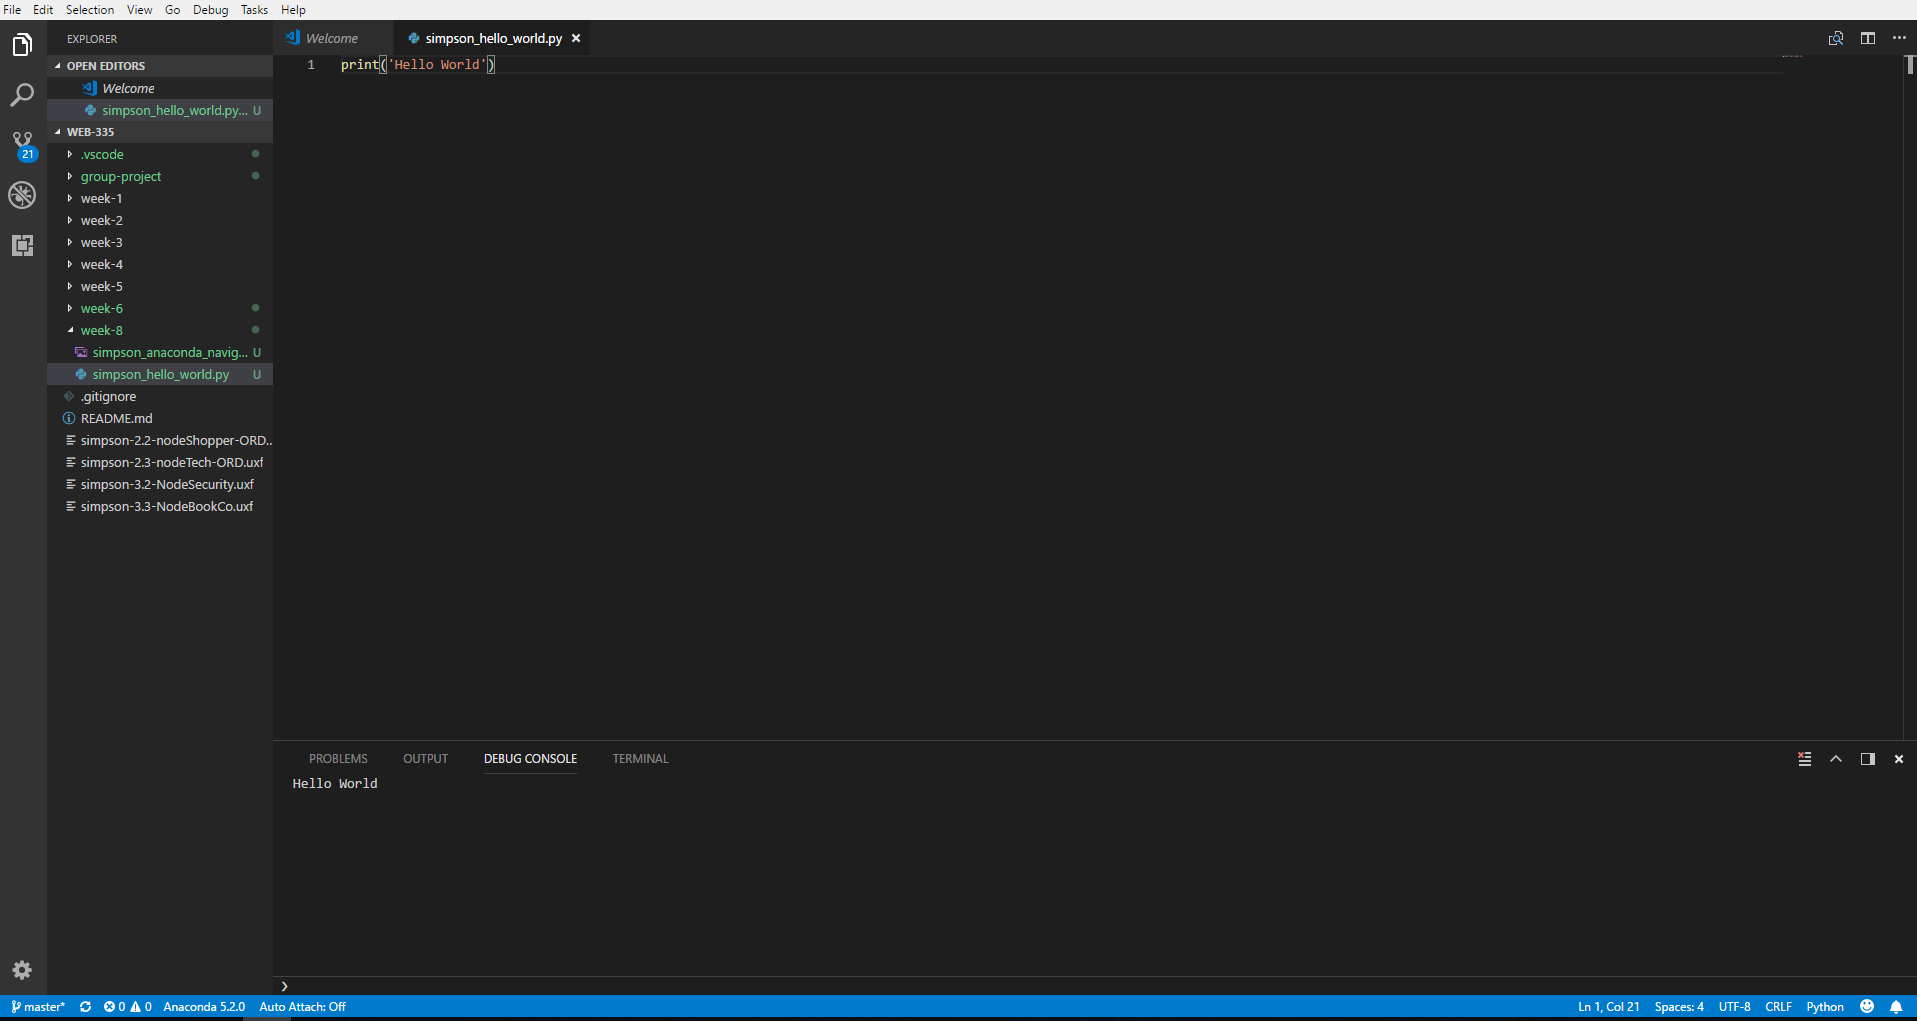 File Edit Selection View Go Debug Tasks Help
EXPLORER
OPEN EDITORS
Welcome
simpson_hello_world.py... U
WEB-335
.vscode
group-project
week-1
week-2
week-3
week-4
week-5
week-6
week-8
simpson_anaconda_navig... U
simpson_hello_world.py U
.gitignore
README.md
simpson-2.2-nodeShopper-ORD..
simpson-2.3-nodeTech-ORD.uxf
simpson-3.2-NodeSecurity.uxf
simpson-3.3-NodeBookCo.uxf
21
Welcome simpson_hello_world.py
1 print('Hello World')
PROBLEMS OUTPUT DEBUG CONSOLE TERMINAL
Hello World
master* 0 0 Anaconda 5.2.0 Auto Attach: Off Ln 1, Col 21 Spaces: 4 UTF-8 CRLF Python